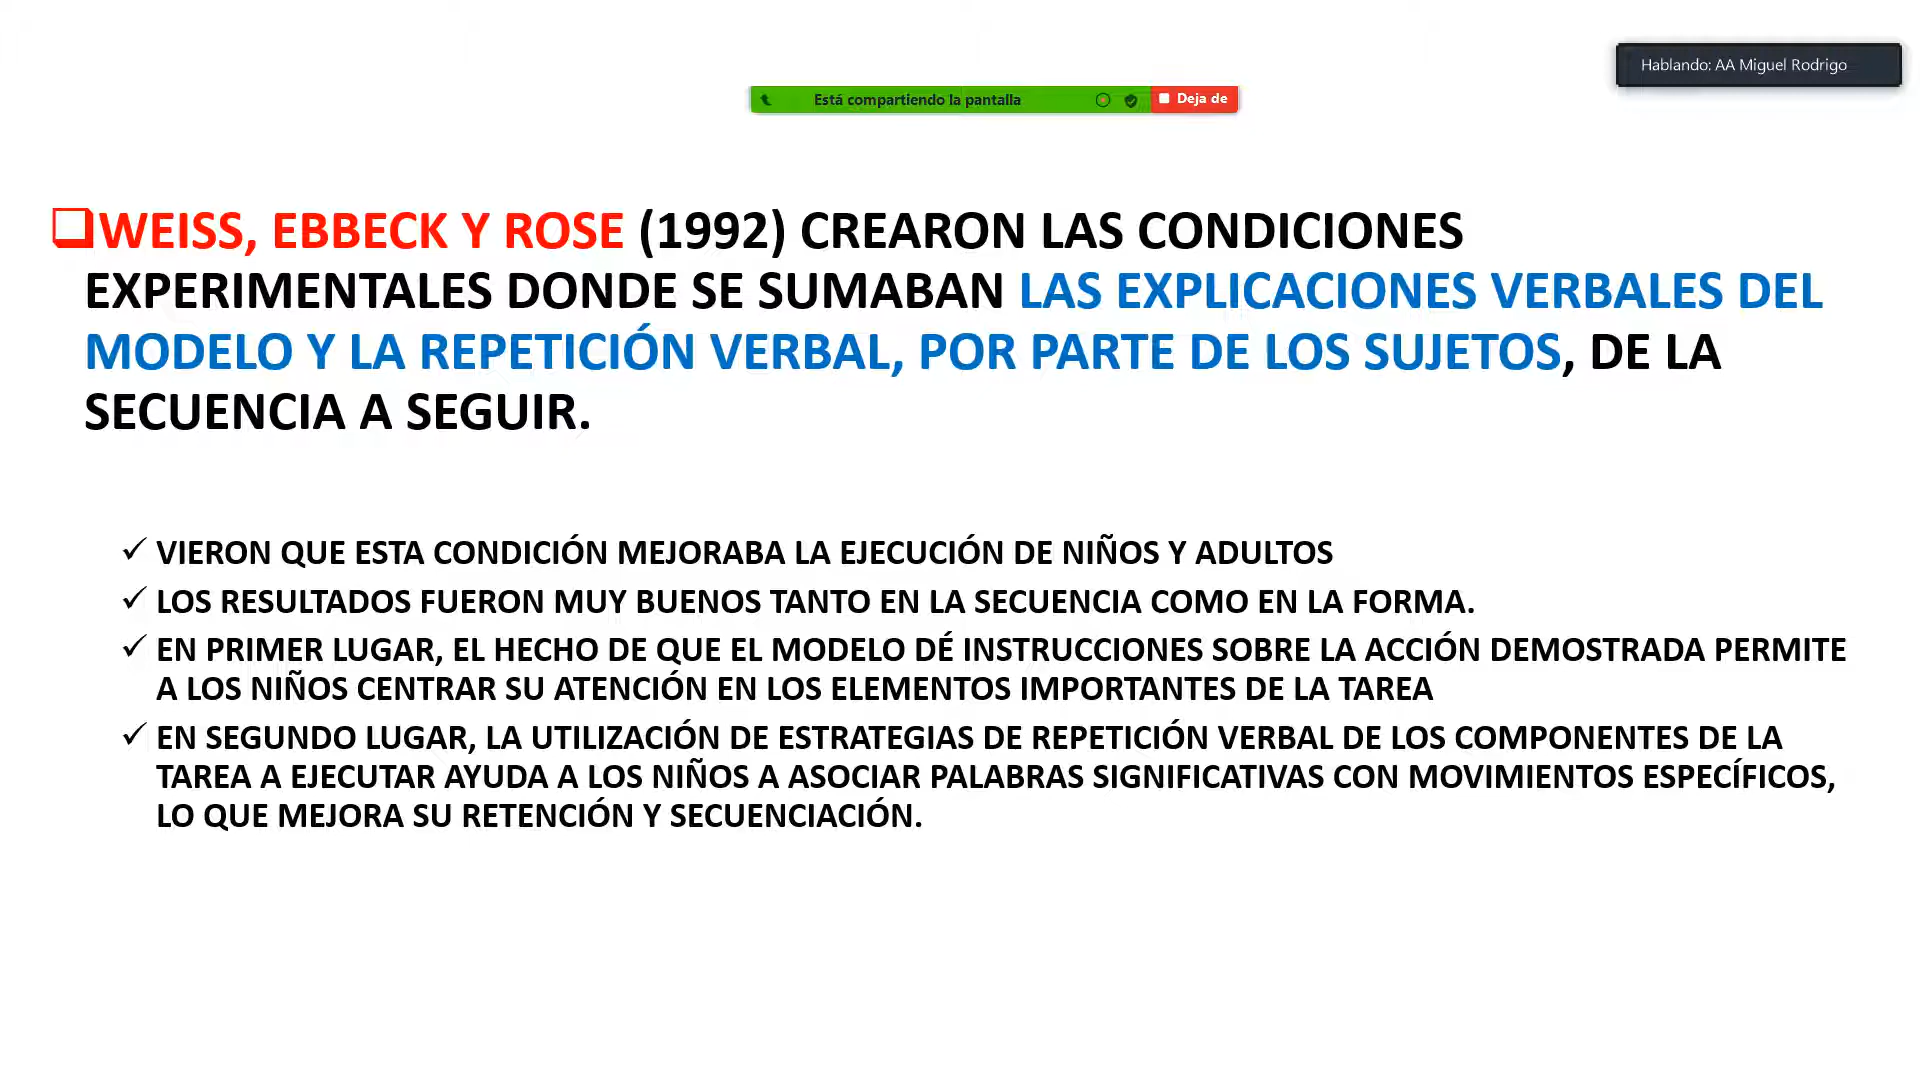 Hablando: AA Miguel Rodrigo
Está compartiendo la pantalla
Deja de
WEISS, EBBECK Y ROSE (1992) CREARON LAS CONDICIONES
EXPERIMENTALES DONDE SE SUMABAN LAS EXPLICACIONES VERBALES DEL
MODELO Y LA REPETICIÓN VERBAL, POR PARTE DE LOS SUJETOS, DE LA
SECUENCIA A SEGUIR.
VIERON QUE ESTA CONDICIÓN MEJORABA LA EJECUCIÓN DE NIÑOS Y ADULTOS
LOS RESULTADOS FUERON MUY BUENOS TANTO EN LA SECUENCIA COMO EN LA FORMA.
EN PRIMER LUGAR, EL HECHO DE QUE EL MODELO DÉ INSTRUCCIONES SOBRE LA ACCIÓN DEMOSTRADA PERMITE
A LOS NIÑOS CENTRAR SU ATENCIÓN EN LOS ELEMENTOS IMPORTANTES DE LA TAREA
EN SEGUNDO LUGAR, LA UTILIZACIÓN DE ESTRATEGIAS DE REPETICIÓN VERBAL DE LOS COMPONENTES DE LA
TAREA A EJECUTAR AYUDA A LOS NIÑOS A ASOCIAR PALABRAS SIGNIFICATIVAS CON MOVIMIENTOS ESPECÍFICOS,
LO QUE MEJORA SU RETENCIÓN Y SECUENCIACIÓN.